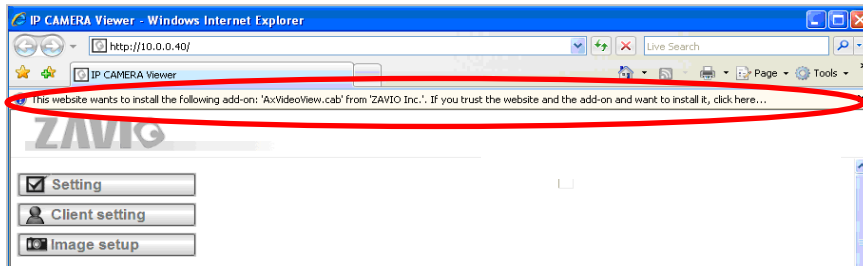 IP CAMERA Viewer - Windows Internet Explorer
http://10.0.0.40/
Live Search
IP CAMERA Viewer
Page
Tools
This website wants to install the following add-on: 'AxVideoView.cab' from 'ZAVIO Inc.'. If you trust the website and the add-on and want to install it, click here...
ZAVIO
Setting
Client setting
Image setup